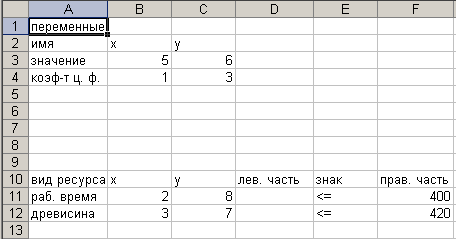 A B C D E F
1 переменные
2 имя x y
3 значение 5 6
4 коэф-т ц. ф. 1 3
5
6
7
8
9
10 вид ресурса x y лев. часть знак прав. часть
11 раб. время 2 8 <= 400
12 древисина 3 7 <= 420
13